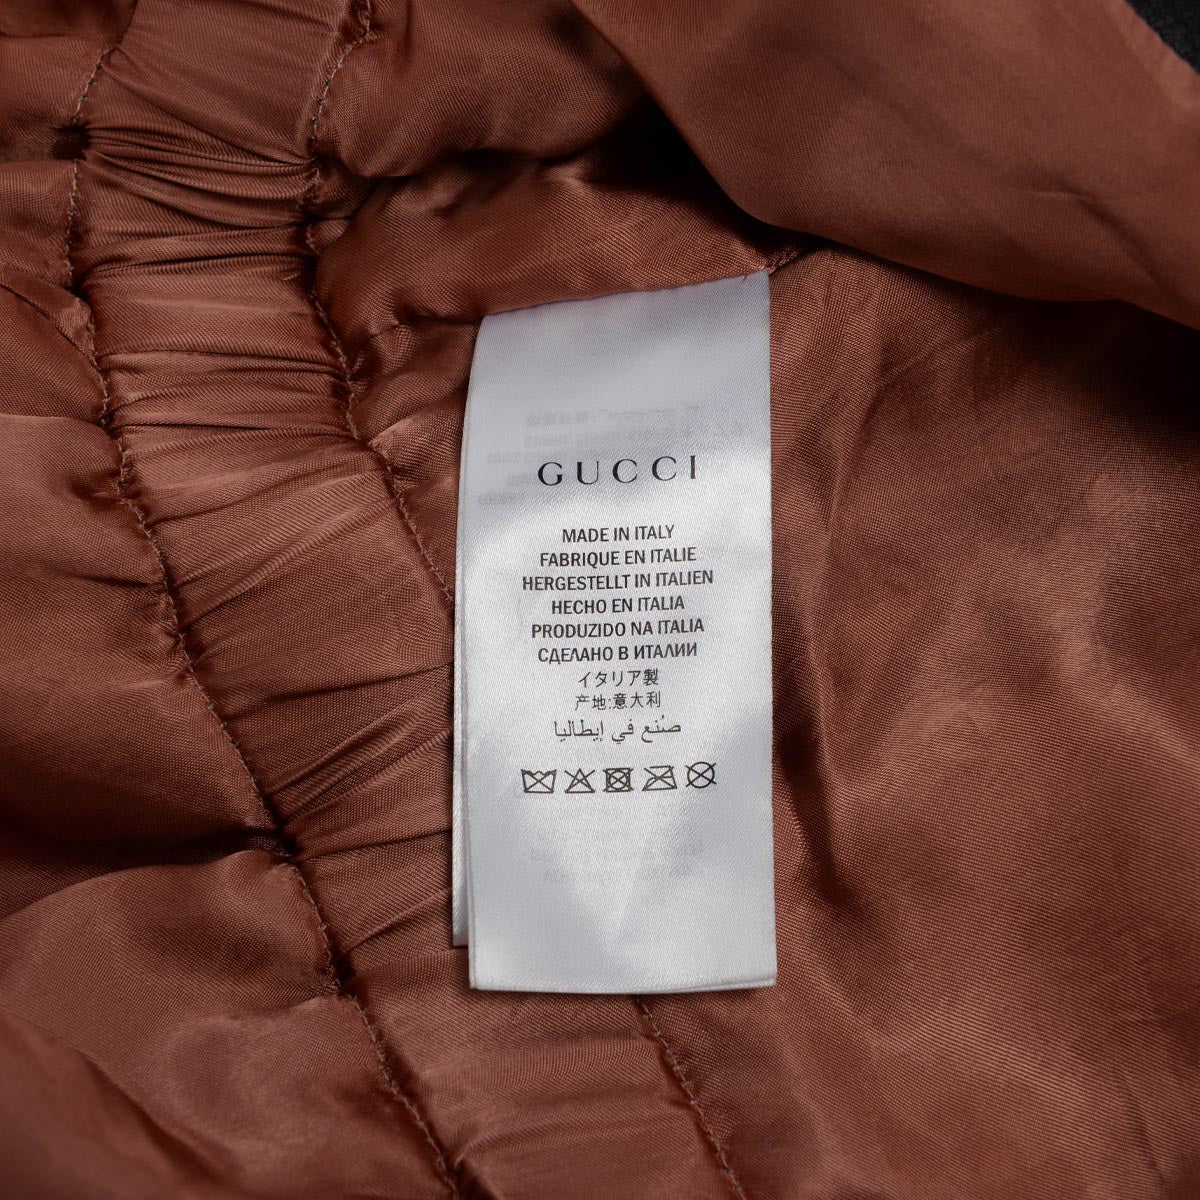 GUCCI
MADE IN ITALY
FABRIQUE EN ITALIE
HERGESTELLT IN ITALIEN
HECHO EN ITALIA
PRODUZIDO NA ITALIA
СДЕЛАНО В ИТАЛИИ
イタリア製
产地:意大利
صُنع في إيطاليا